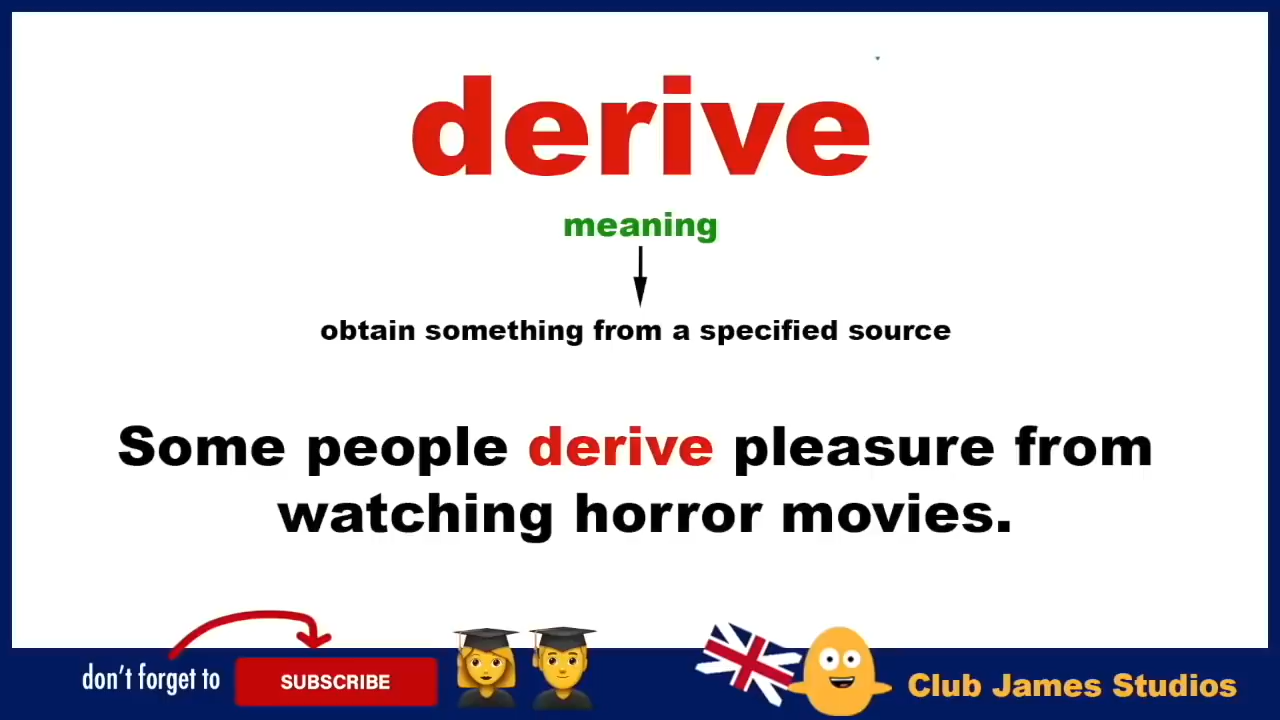 derive
meaning
obtain something from a specified source
Some people derive pleasure from
watching horror movies.
don't forget to
SUBSCRIBE
Club James Studios